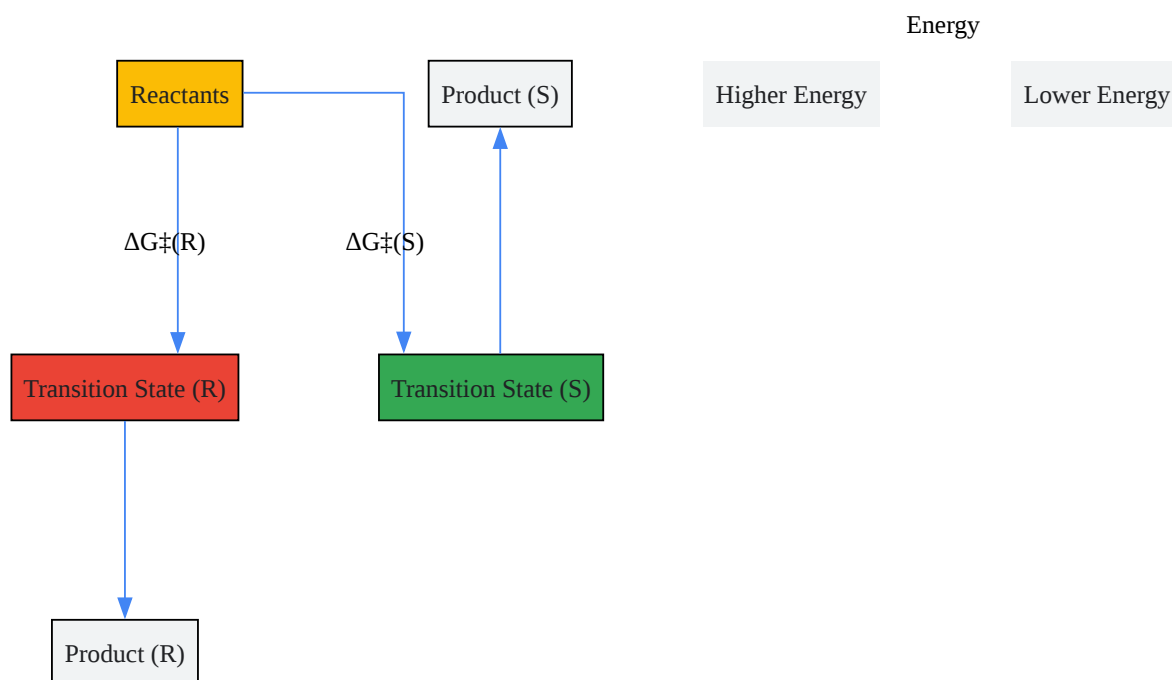 Energy
Reactants
Product (S)
Higher Energy
Lower Energy
ΔG‡(R)
ΔG‡(S)
Transition State (R)
Transition State (S)
Product (R)